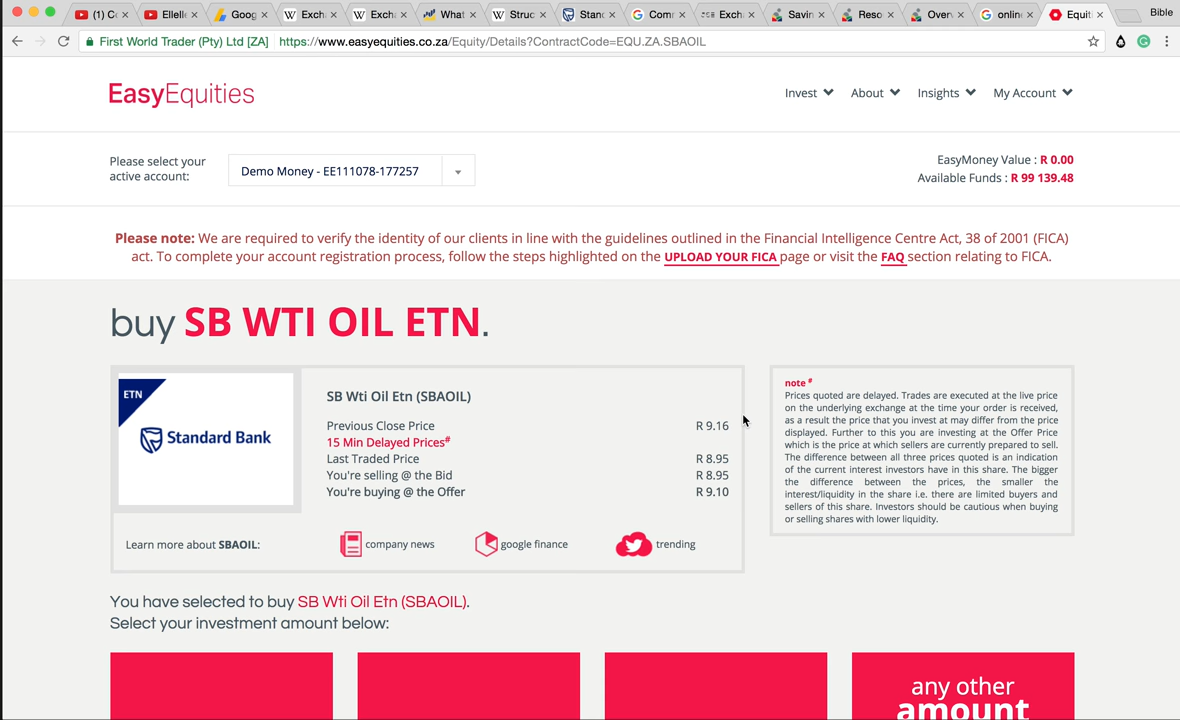 (1) C
Ellelle
Goog
Excha
Excha
What
Struc
Stanc
Comr
Excha
Savin
Reso
Overv
online
Equiti
Bible
First World Trader (Pty) Ltd [ZA] https://www.easyequities.co.za/Equity/Details?ContractCode=EQU.ZA.SBAOIL
EasyEquities
Invest About Insights My Account
Please select your
active account:
Demo Money - EE111078-177257
EasyMoney Value : R 0.00
Available Funds : R 99 139.48
Please note: We are required to verify the identity of our clients in line with the guidelines outlined in the Financial Intelligence Centre Act, 38 of 2001 (FICA)
act. To complete your account registration process, follow the steps highlighted on the UPLOAD YOUR FICA page or visit the FAQ section relating to FICA.
buy SB WTI OIL ETN.
ETN
Standard Bank
SB Wti Oil Etn (SBAOIL)
Previous Close Price R 9.16
15 Min Delayed Prices#
Last Traded Price R 8.95
You're selling @ the Bid R 8.95
You're buying @ the Offer R 9.10
Learn more about SBAOIL: company news google finance trending
note #
Prices quoted are delayed. Trades are executed at the live price
on the underlying exchange at the time your order is received,
as a result the price that you invest at may differ from the price
displayed. Further to this you are investing at the Offer Price
which is the price at which sellers are currently prepared to sell.
The difference between all three prices quoted is an indication
of the current interest investors have in this share. The bigger
the difference between the prices, the smaller the
interest/liquidity in the share i.e. there are limited buyers and
sellers of this share. Investors should be cautious when buying
or selling shares with lower liquidity.
You have selected to buy SB Wti Oil Etn (SBAOIL).
Select your investment amount below:
any other
amount